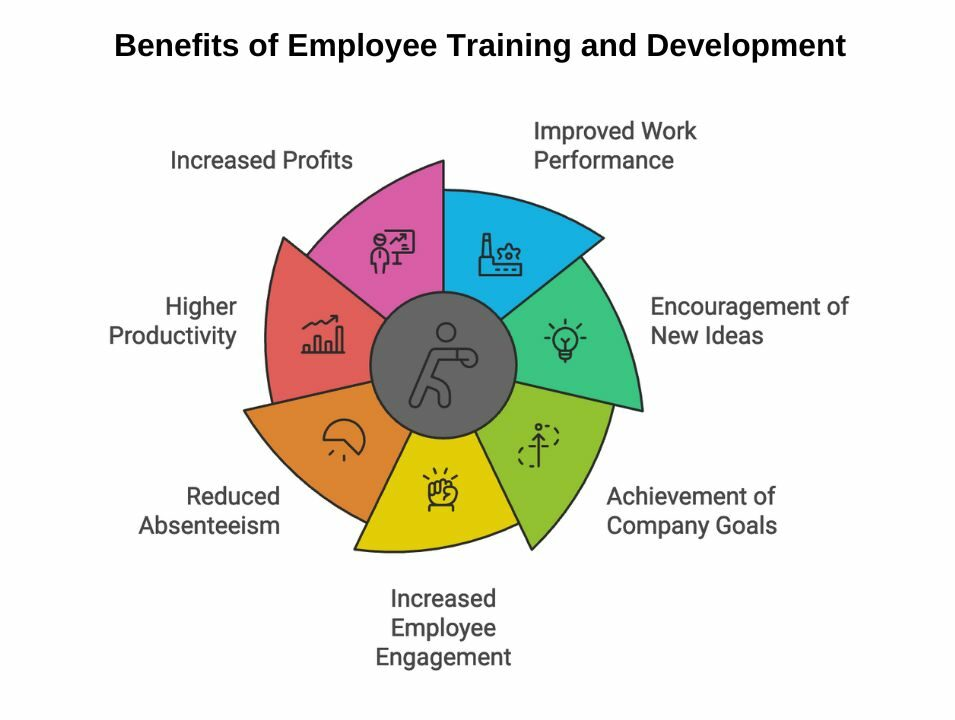 Benefits of Employee Training and Development
Improved Work
Performance
Encouragement of
New Ideas
Achievement of
Company Goals
Increased
Employee
Engagement
Reduced
Absenteeism
Higher
Productivity
Increased Profits